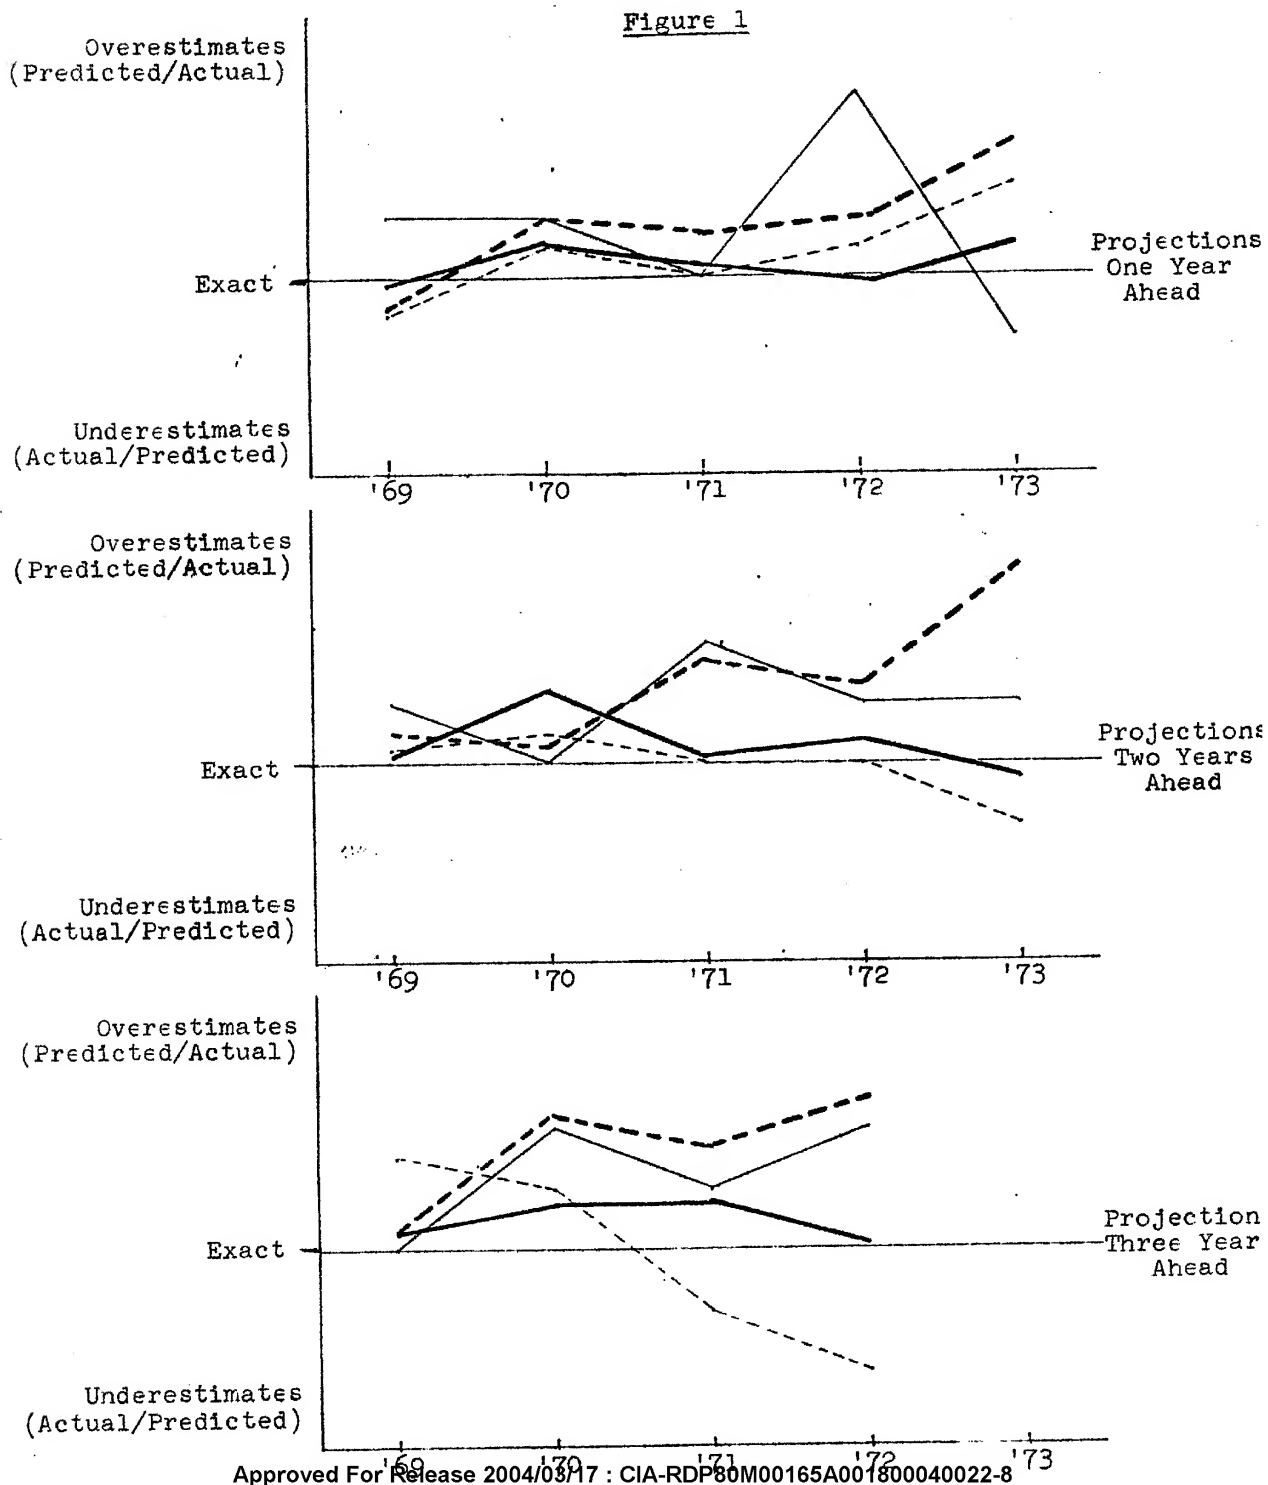 Figure 1
Overestimates
(Predicted/Actual)
Exact
Projections
One Year
Ahead
Underestimates
(Actual/Predicted)
'69 '70 '71 '72 '73
Overestimates
(Predicted/Actual)
Exact
Projections
Two Years
Ahead
Underestimates
(Actual/Predicted)
'69 '70 '71 '72 '73
Overestimates
(Predicted/Actual)
Exact
Projection
Three Year
Ahead
Underestimates
(Actual/Predicted)
'69 '70 '71 '72 '73
Approved For Release 2004/03/17 : CIA-RDP80M00165A001800040022-8